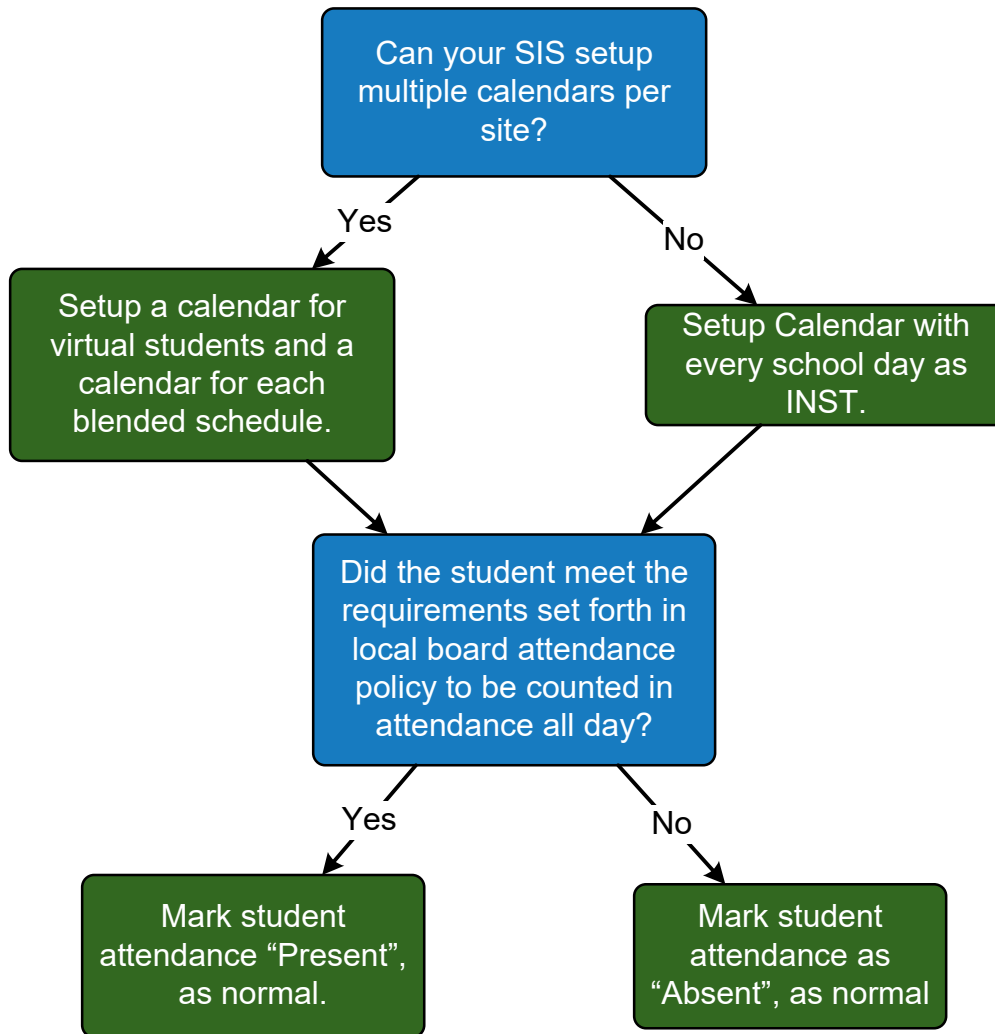 Can your SIS setup
multiple calendars per
site?
Yes
No
Setup a calendar for
virtual students and a
calendar for each
blended schedule.
Setup Calendar with
every school day as
INST.
Did the student meet the
requirements set forth in
local board attendance
policy to be counted in
attendance all day?
Yes
No
Mark student
attendance “Present”,
as normal.
Mark student
attendance as
“Absent”, as normal